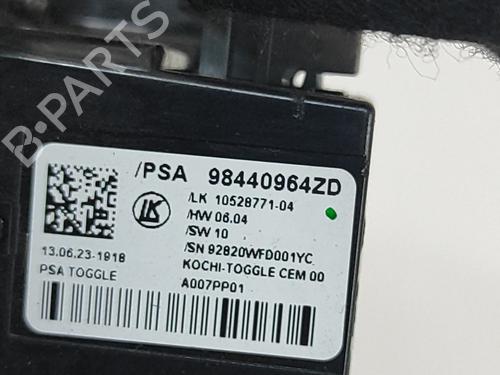 B-PARTS
/PSA 98440964ZD
/LK 10528771-04
/HW 06.04
/SW 10
/SN 92820WFD001YC
LK
13.06.23-1918
KOCHI-TOGGLE CEM 00
PSA TOGGLE
A007PP01